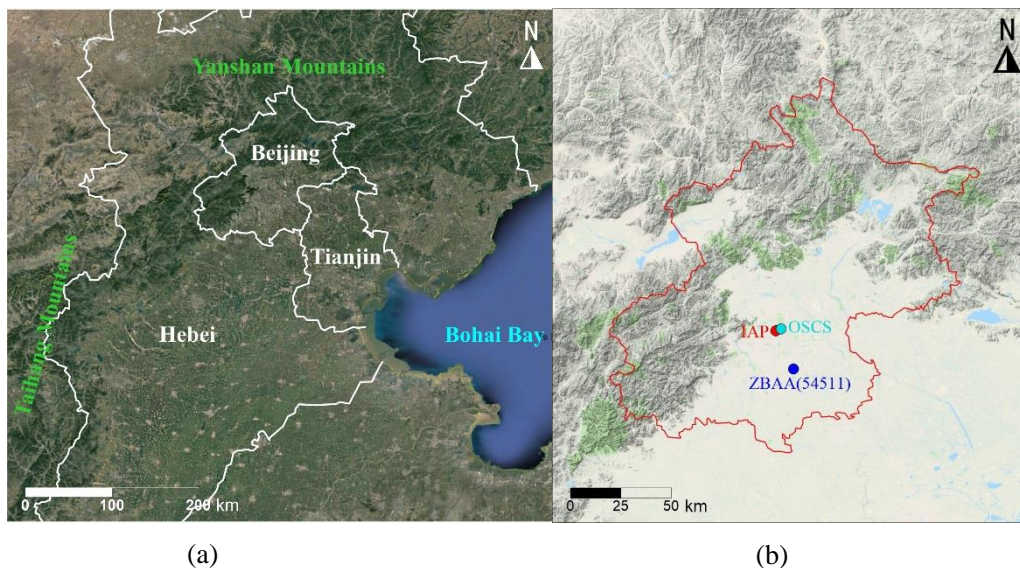 N
Yanshan Mountains
Beijing
Tianjin
Taihang Mountains
Hebei
Bohai Bay
0 100 200 km
(a)
N
IAP OSCS
ZBAA(54511)
0 25 50 km
(b)